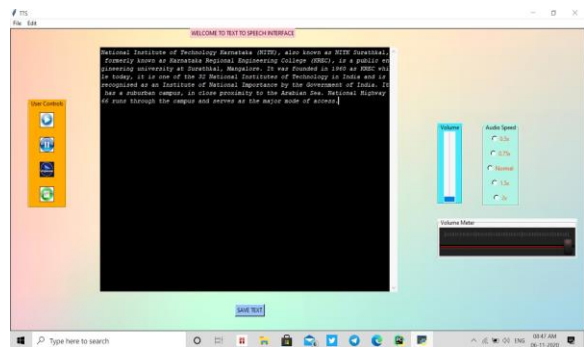 TTS
File Edit
WELCOME TO TEXT TO SPEECH INTERFACE
National Institute of Technology Karnataka (NITK), also known as NITK Surathkal,
formerly known as Karnataka Regional Engineering College (KREC), is a public en
gineering university at Surathkal, Mangalore. It was founded in 1960 as KREC whi
le today, it is one of the 31 National Institutes of Technology in India and is
recognised as an Institute of National Importance by the Government of India. It
has a suburban campus, in close proximity to the Arabian Sea. National Highway
66 runs through the campus and serves as the major mode of access.
User Controls
Volume
Audio Speed
0.5x
0.75x
Normal
1.5x
2x
Volume Meter
SAVE TEXT
Type here to search
ENG
08:47 AM
06-11-2020